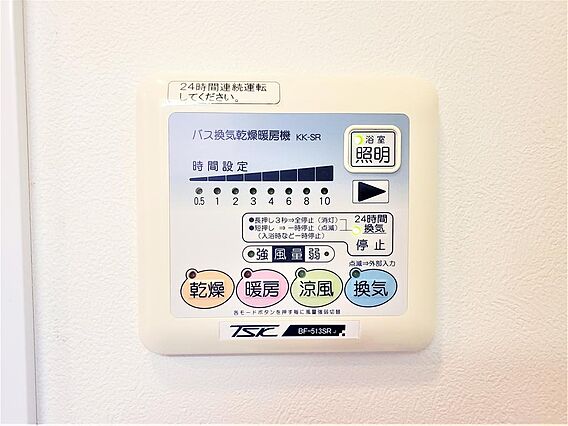 24時間連続運転
してください。
バス換気乾燥暖房機 KK-SR
浴室
照明
時間設定
0.5 1 2 3 4 6 8 10
●長押し3秒⇒全停止(消灯)
●短押し ⇒一時停止(点滅)
(入浴時など一時停止)
24時間
換気
停止
強 風量 弱
点滅⇒外部入力
乾燥 暖房 涼風 換気
各モードボタンを押す毎に風量強弱切替
TSK BF-513SR